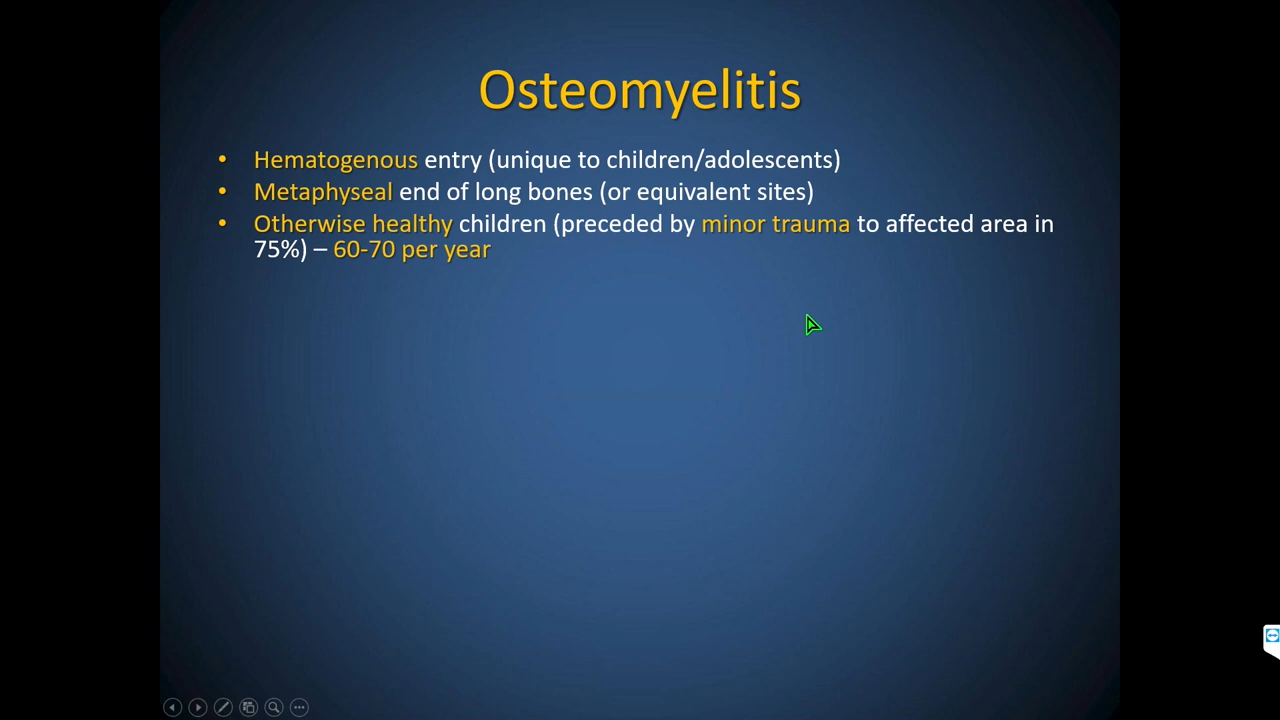 Osteomyelitis
• Hematogenous entry (unique to children/adolescents)
• Metaphyseal end of long bones (or equivalent sites)
• Otherwise healthy children (preceded by minor trauma to affected area in
75%) – 60-70 per year